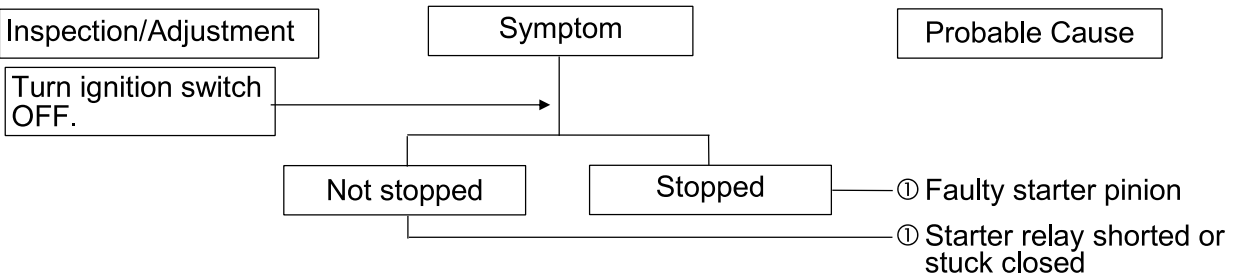 Inspection/Adjustment
Symptom
Probable Cause
Turn ignition switch
OFF.
Not stopped
Stopped
① Faulty starter pinion
① Starter relay shorted or
stuck closed